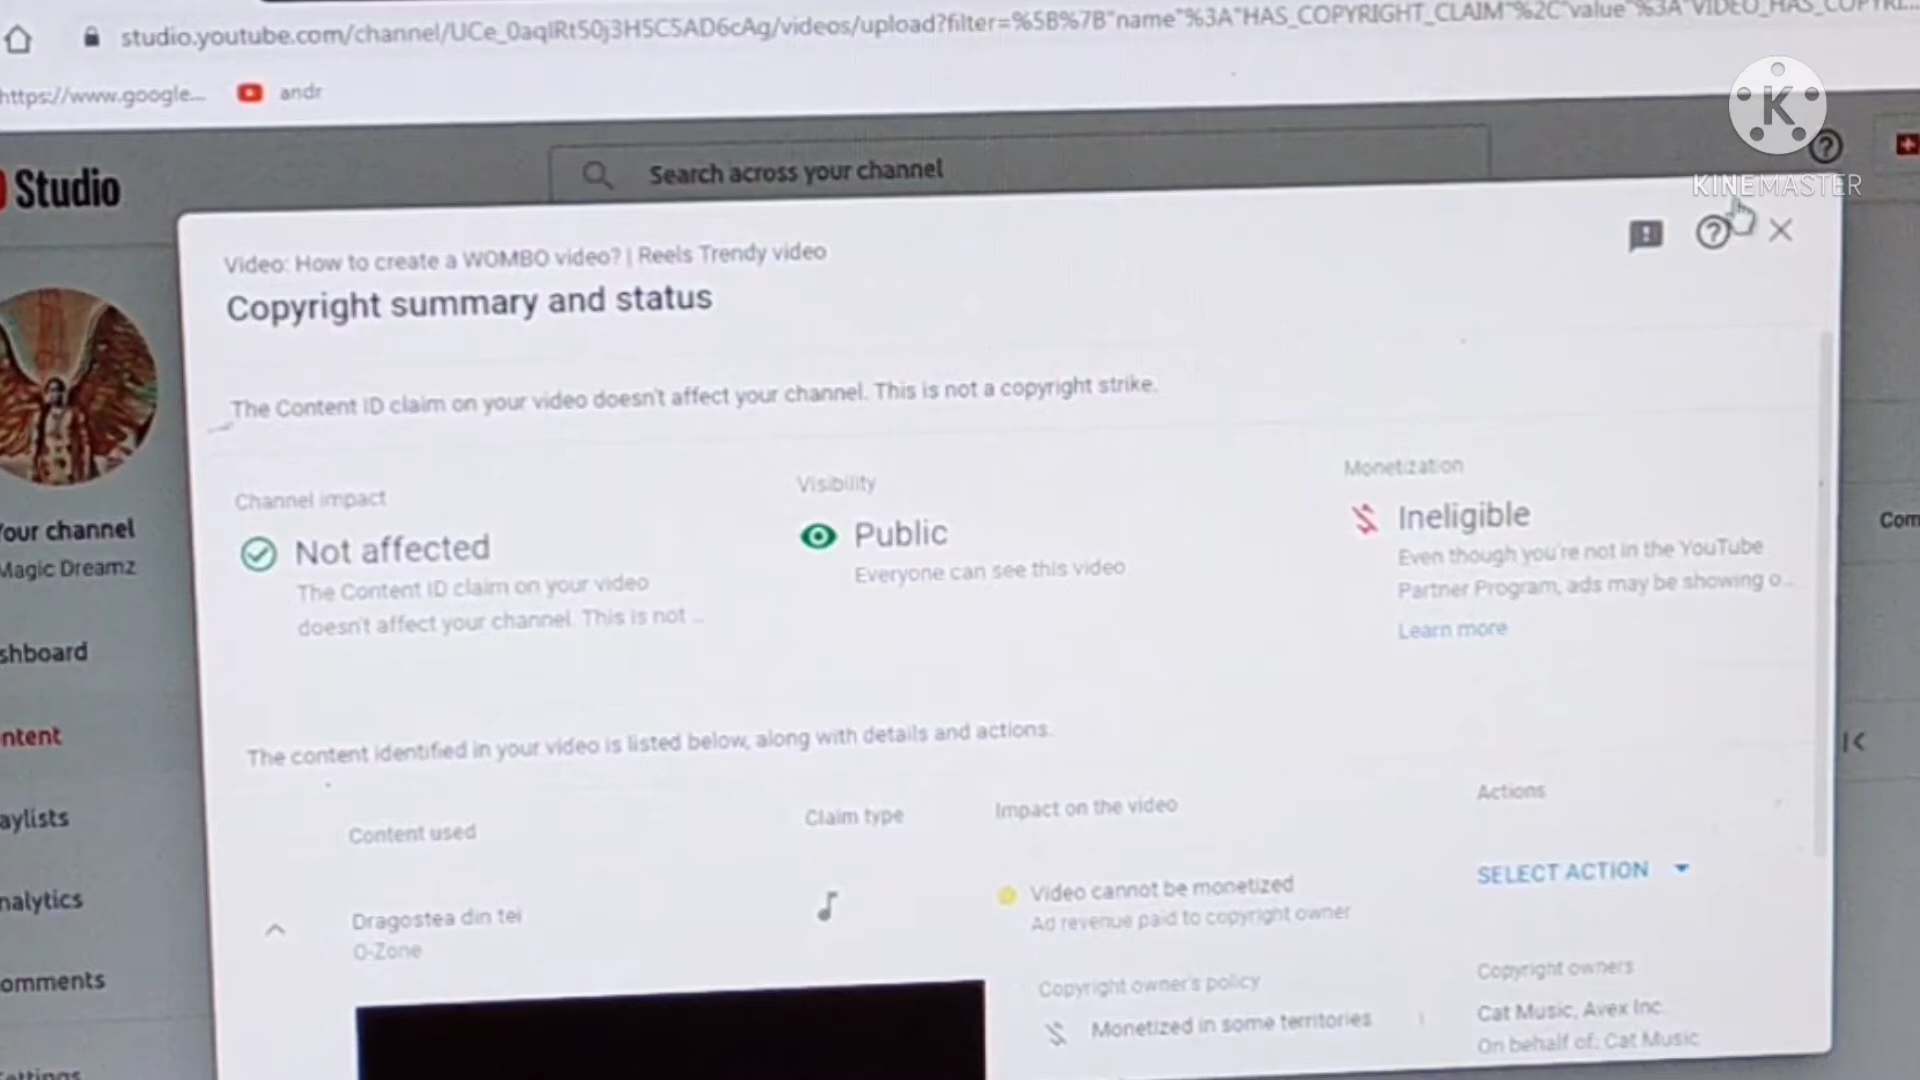 studio.youtube.com/channel/UCe_0aqlRt50j3H5C5AD6cAg/videos/upload?filter=%5B%7B"name"%3A"HAS_COPYRIGHT_CLAIM"%2C"value"%3A"VIDEO_HAS_COPYRI...
https://www.google...
andr
K
KINEMASTER
Studio
Search across your channel
Video: How to create a WOMBO video? | Reels Trendy video
Copyright summary and status
The Content ID claim on your video doesn't affect your channel. This is not a copyright strike.
Channel impact
Not affected
The Content ID claim on your video
doesn't affect your channel. This is not ...
Visibility
Public
Everyone can see this video
Monetization
Ineligible
Even though you're not in the YouTube
Partner Program, ads may be showing o...
Learn more
Your channel
Magic Dreamz
shboard
ntent
aylists
nalytics
omments
ettings
Com
The content identified in your video is listed below, along with details and actions.
Content used
Claim type
Impact on the video
Actions
Dragostea din tei
O-Zone
Video cannot be monetized
Ad revenue paid to copyright owner
SELECT ACTION
Copyright owner's policy
Monetized in some territories
Copyright owners
Cat Music, Avex Inc.
On behalf of: Cat Music